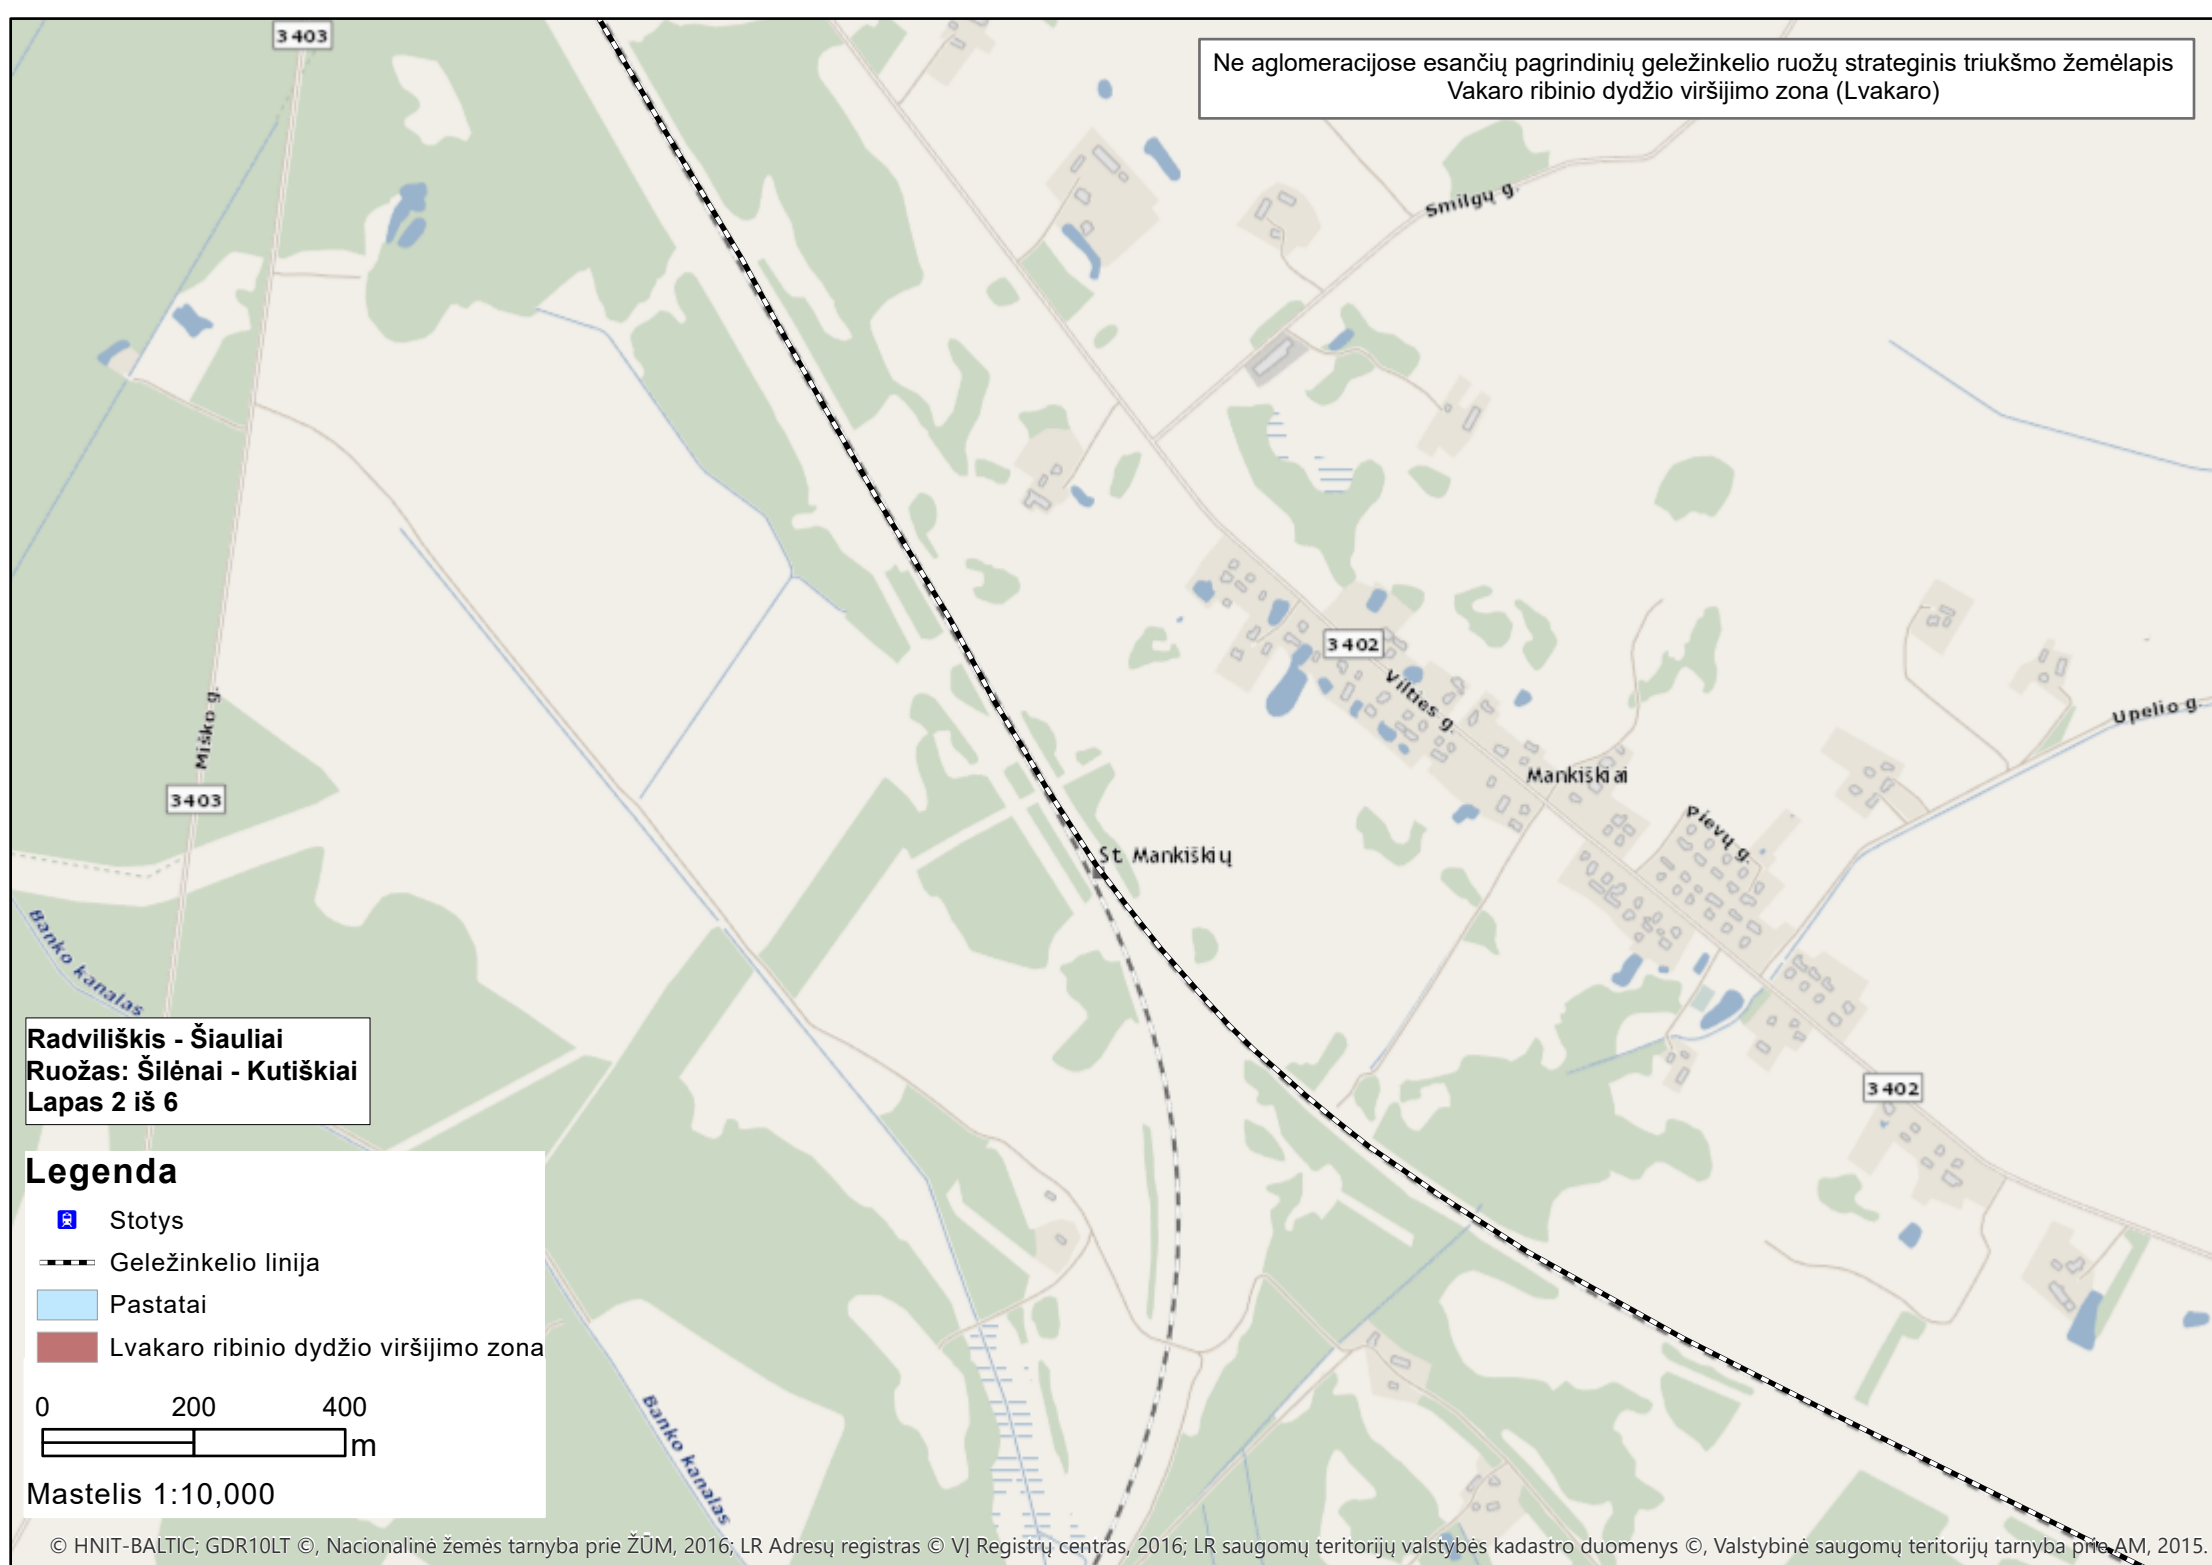 3403
Ne aglomeracijose esančių pagrindinių geležinkelio ruožų strateginis triukšmo žemėlapis
Vakaro ribinio dydžio viršijimo zona (Lvakaro)
Smilgų g.
3402
Vilties g.
Upelio g.
Miško g.
Mankiškiai
3403
Pievų g.
St. Mankiškių
Banko kanalas
Radviliškis - Šiauliai
Ruožas: Šilėnai - Kutiškiai
Lapas 2 iš 6
3402
Legenda
Stotys
Geležinkelio linija
Pastatai
Lvakaro ribinio dydžio viršijimo zona
0 200 400
m
Banko kanalas
Mastelis 1:10,000
© HNIT-BALTIC; GDR10LT ©, Nacionalinė žemės tarnyba prie ŽŪM, 2016; LR Adresų registras © VĮ Registrų centras, 2016; LR saugomų teritorijų valstybės kadastro duomenys ©, Valstybinė saugomų teritorijų tarnyba prie AM, 2015.